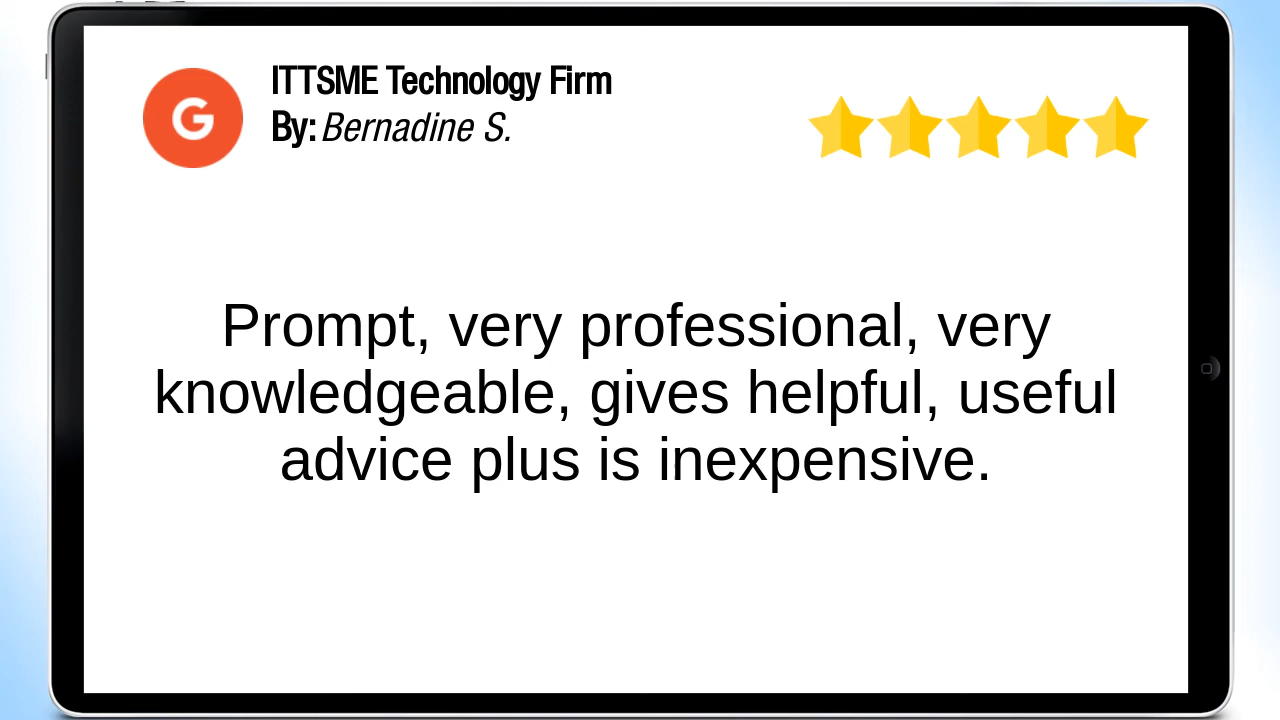 G
ITTSME Technology Firm
By: Bernadine S.
Prompt, very professional, very
knowledgeable, gives helpful, useful
advice plus is inexpensive.